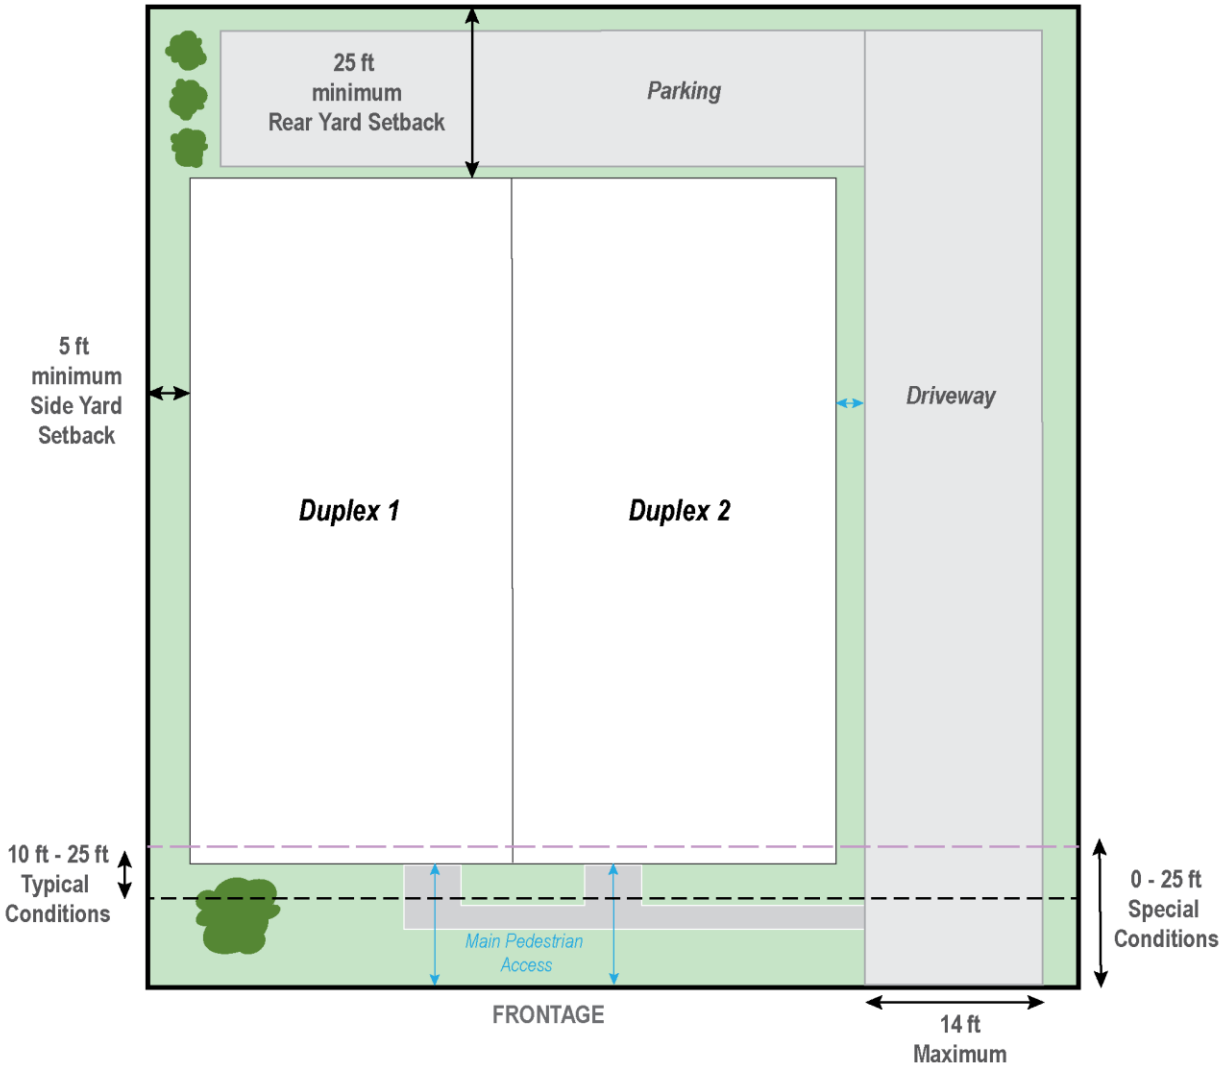 25 ft
minimum
Rear Yard Setback
Parking
5 ft
minimum
Side Yard
Setback
Driveway
Duplex 1
Duplex 2
10 ft - 25 ft
Typical
Conditions
0 - 25 ft
Special
Conditions
Main Pedestrian
Access
FRONTAGE
14 ft
Maximum